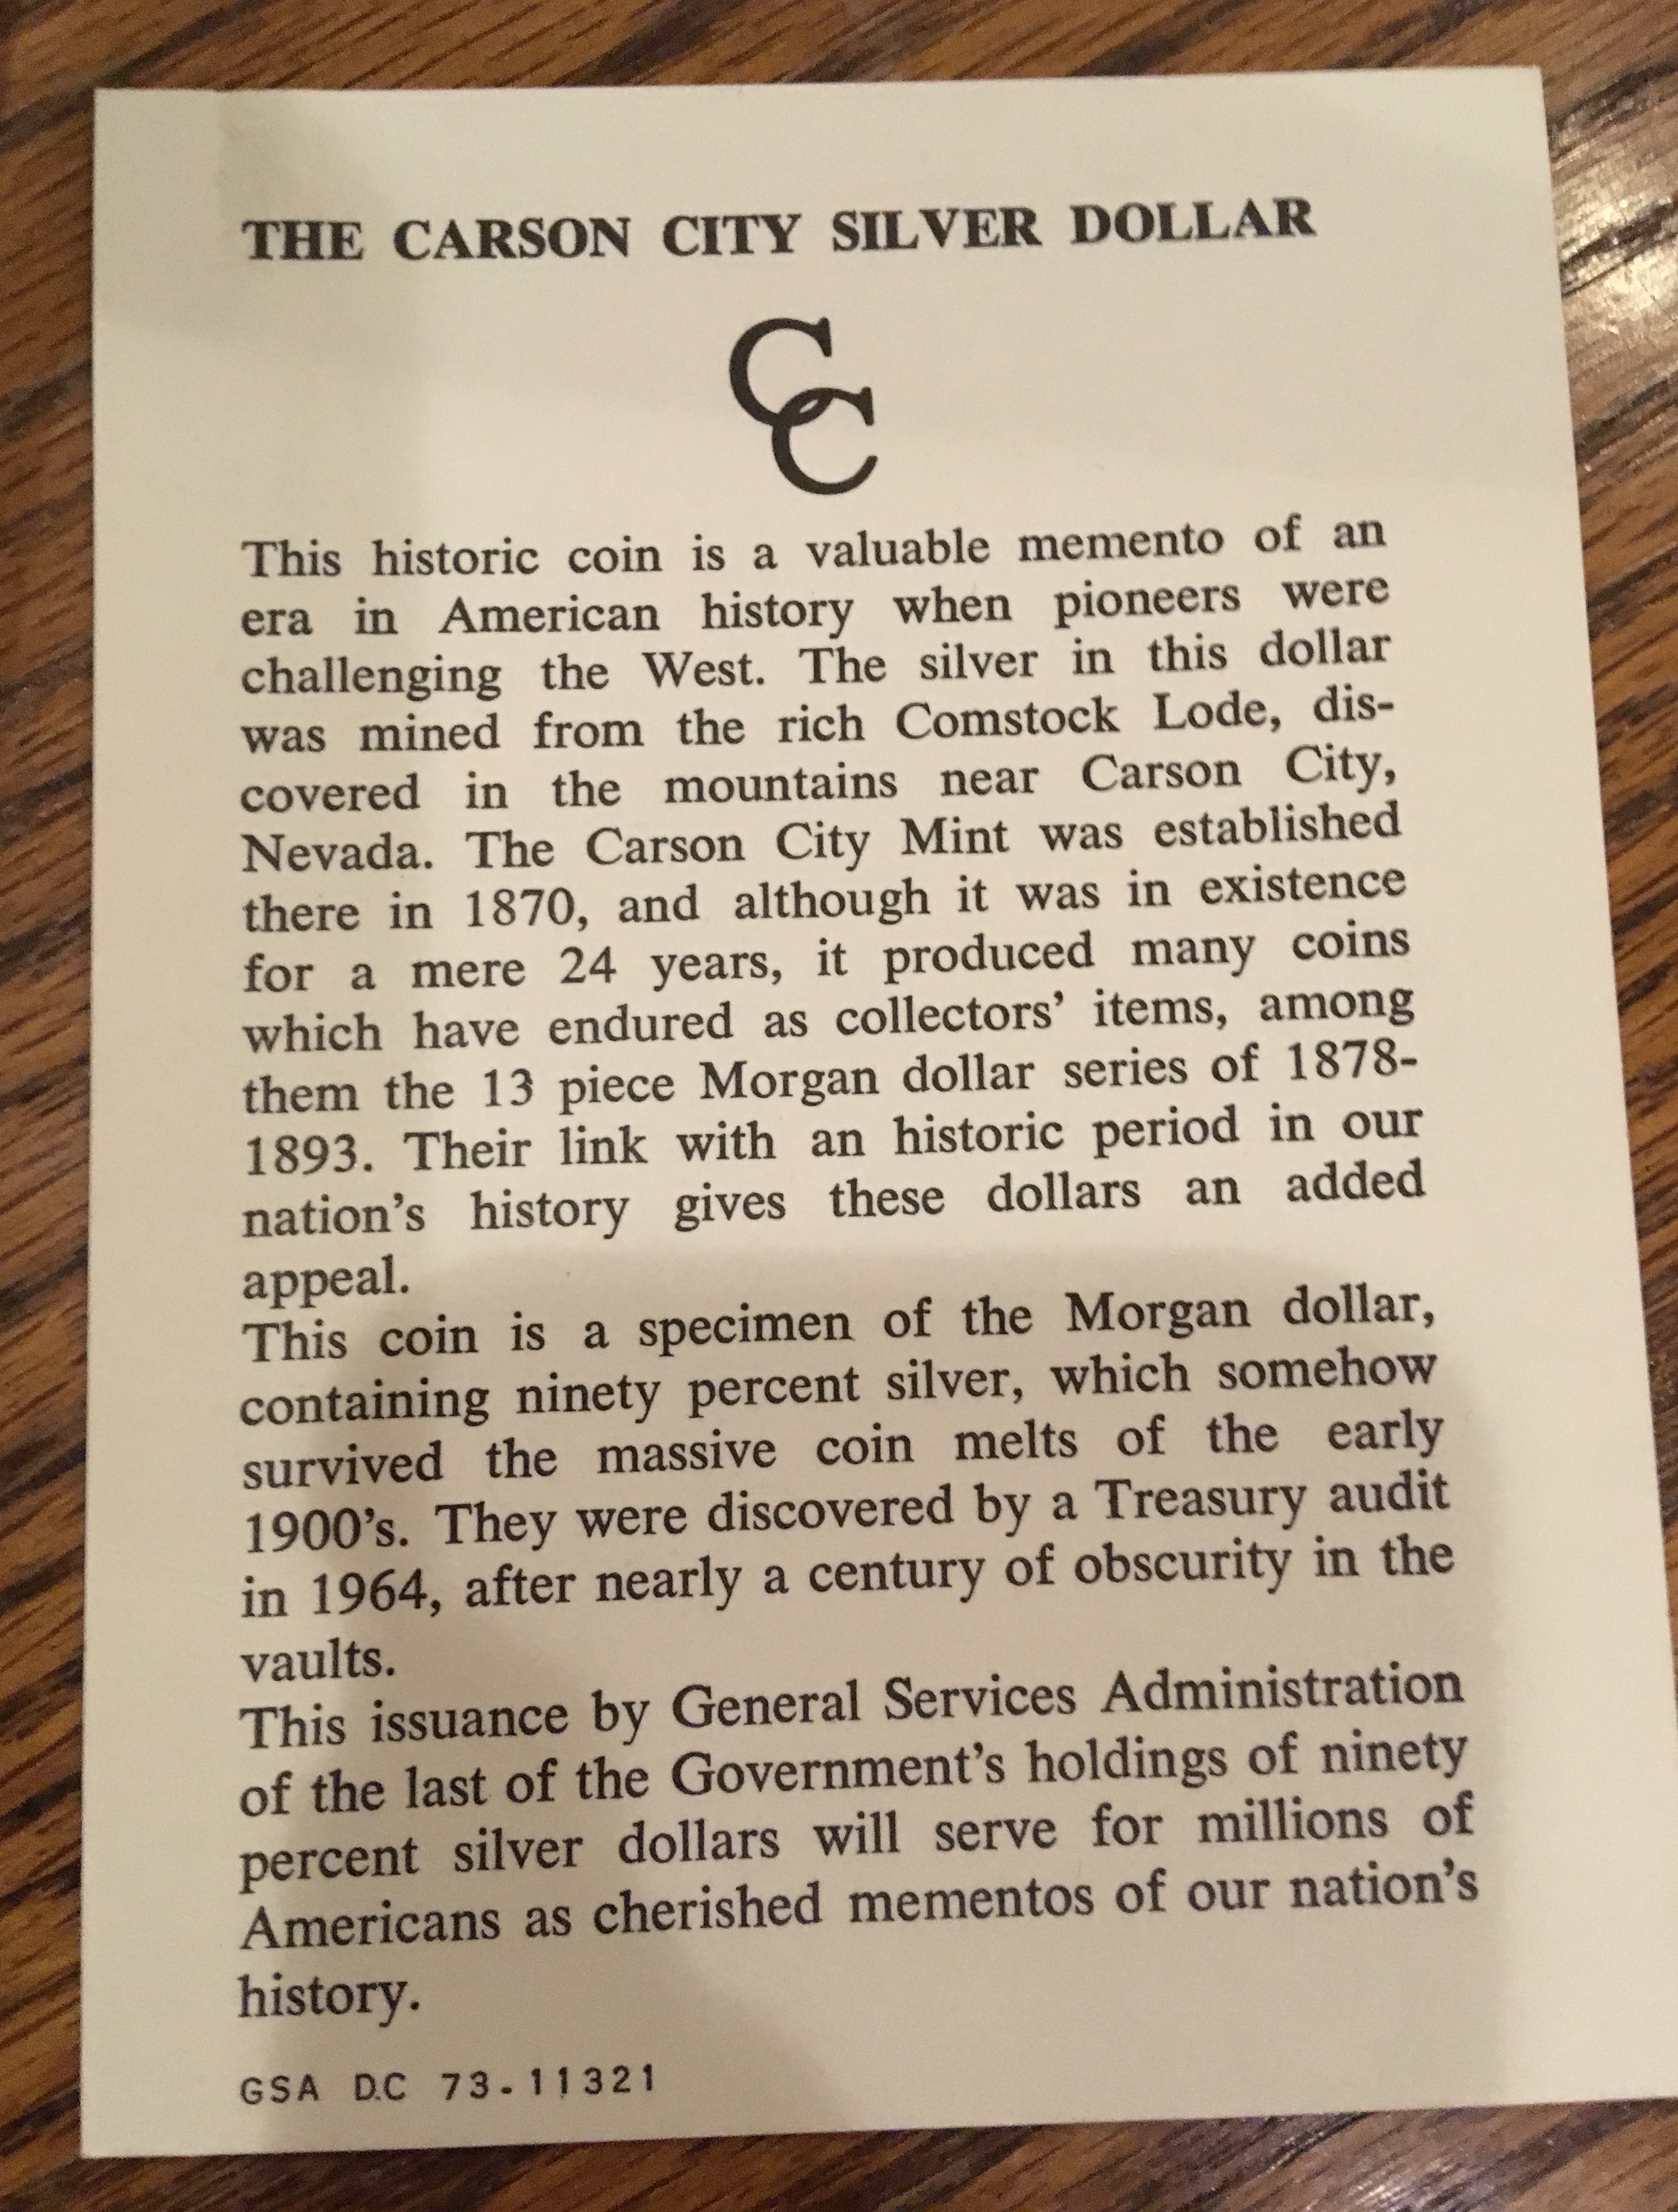 THE CARSON CITY SILVER DOLLAR
CC
This historic coin is a valuable memento of an
era in American history when pioneers were
challenging the West. The silver in this dollar
was mined from the rich Comstock Lode, dis-
covered in the mountains near Carson City,
Nevada. The Carson City Mint was established
there in 1870, and although it was in existence
for a mere 24 years, it produced many coins
which have endured as collectors’ items, among
them the 13 piece Morgan dollar series of 1878-
1893. Their link with an historic period in our
nation’s history gives these dollars an added
appeal.
This coin is a specimen of the Morgan dollar,
containing ninety percent silver, which somehow
survived the massive coin melts of the early
1900’s. They were discovered by a Treasury audit
in 1964, after nearly a century of obscurity in the
vaults.
This issuance by General Services Administration
of the last of the Government’s holdings of ninety
percent silver dollars will serve for millions of
Americans as cherished mementos of our nation’s
history.
GSA D.C 73-11321